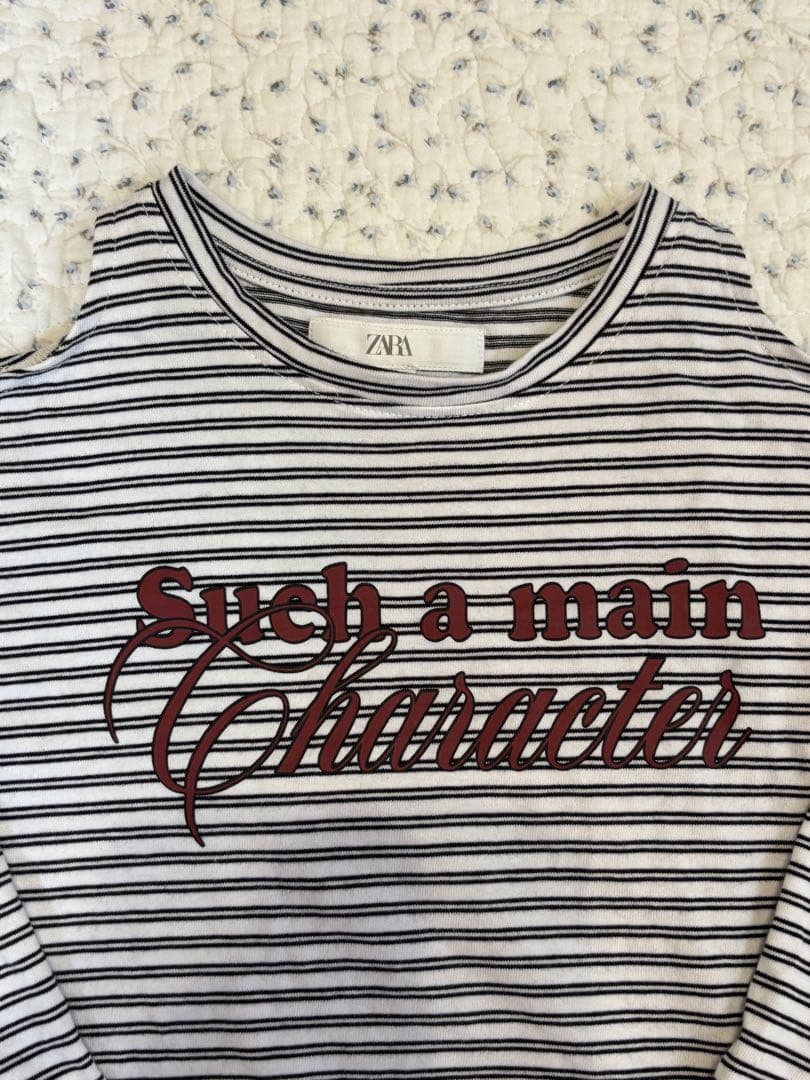 ZARA
Such a main
Character